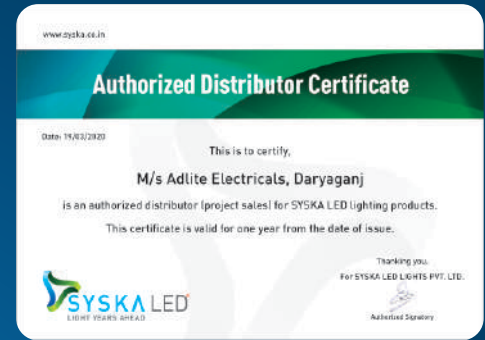 www.syska.co.in
Authorized Distributor Certificate
Date: 19/03/2020
This is to certify,
M/s Adlite Electricals, Daryaganj
is an authorized distributor (project sales) for SYSKA LED lighting products.
This certificate is valid for one year from the date of issue.
Thanking you,
For SYSKA LED LIGHTS PVT. LTD.
Authorized Signatory
SYSKA LED
LIGHT YEARS AHEAD